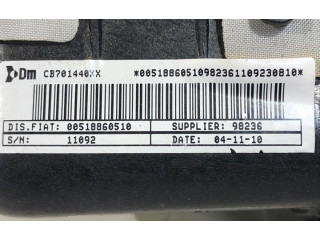 Dm CB701440XX *00518860510982361109230810*
DIS.FIAT: 00518860510 SUPPLIER: 98236
S/N: 11092 DATE: 04-11-10